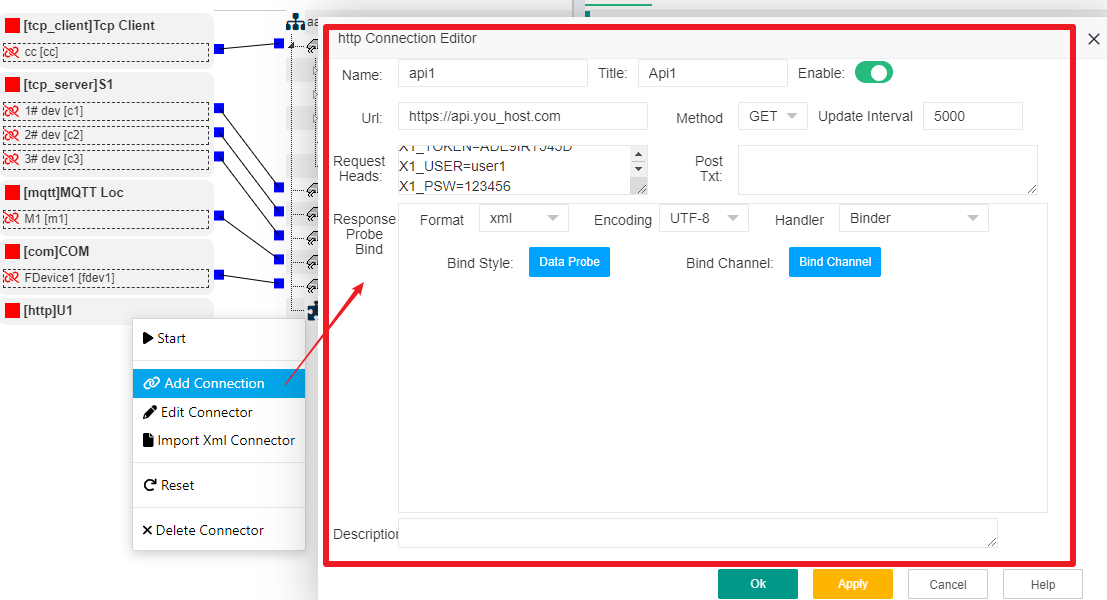 [tcp_client]Tcp Client
cc [cc]
[tcp_server]S1
1# dev [c1]
2# dev [c2]
3# dev [c3]
[mqtt]MQTT Loc
M1 [m1]
[com]COM
FDevice1 [fdev1]
[http]U1
Start
Add Connection
Edit Connector
Import Xml Connector
Reset
Delete Connector
aa
http Connection Editor
Name: api1 Title: Api1 Enable:
Url: https://api.you_host.com Method GET Update Interval 5000
Request Heads:
X1_USER=user1
X1_PSW=123456
Post Txt:
Response Probe Bind
Format xml Encoding UTF-8 Handler Binder
Bind Style: Data Probe Bind Channel: Bind Channel
Description
Ok Apply Cancel Help